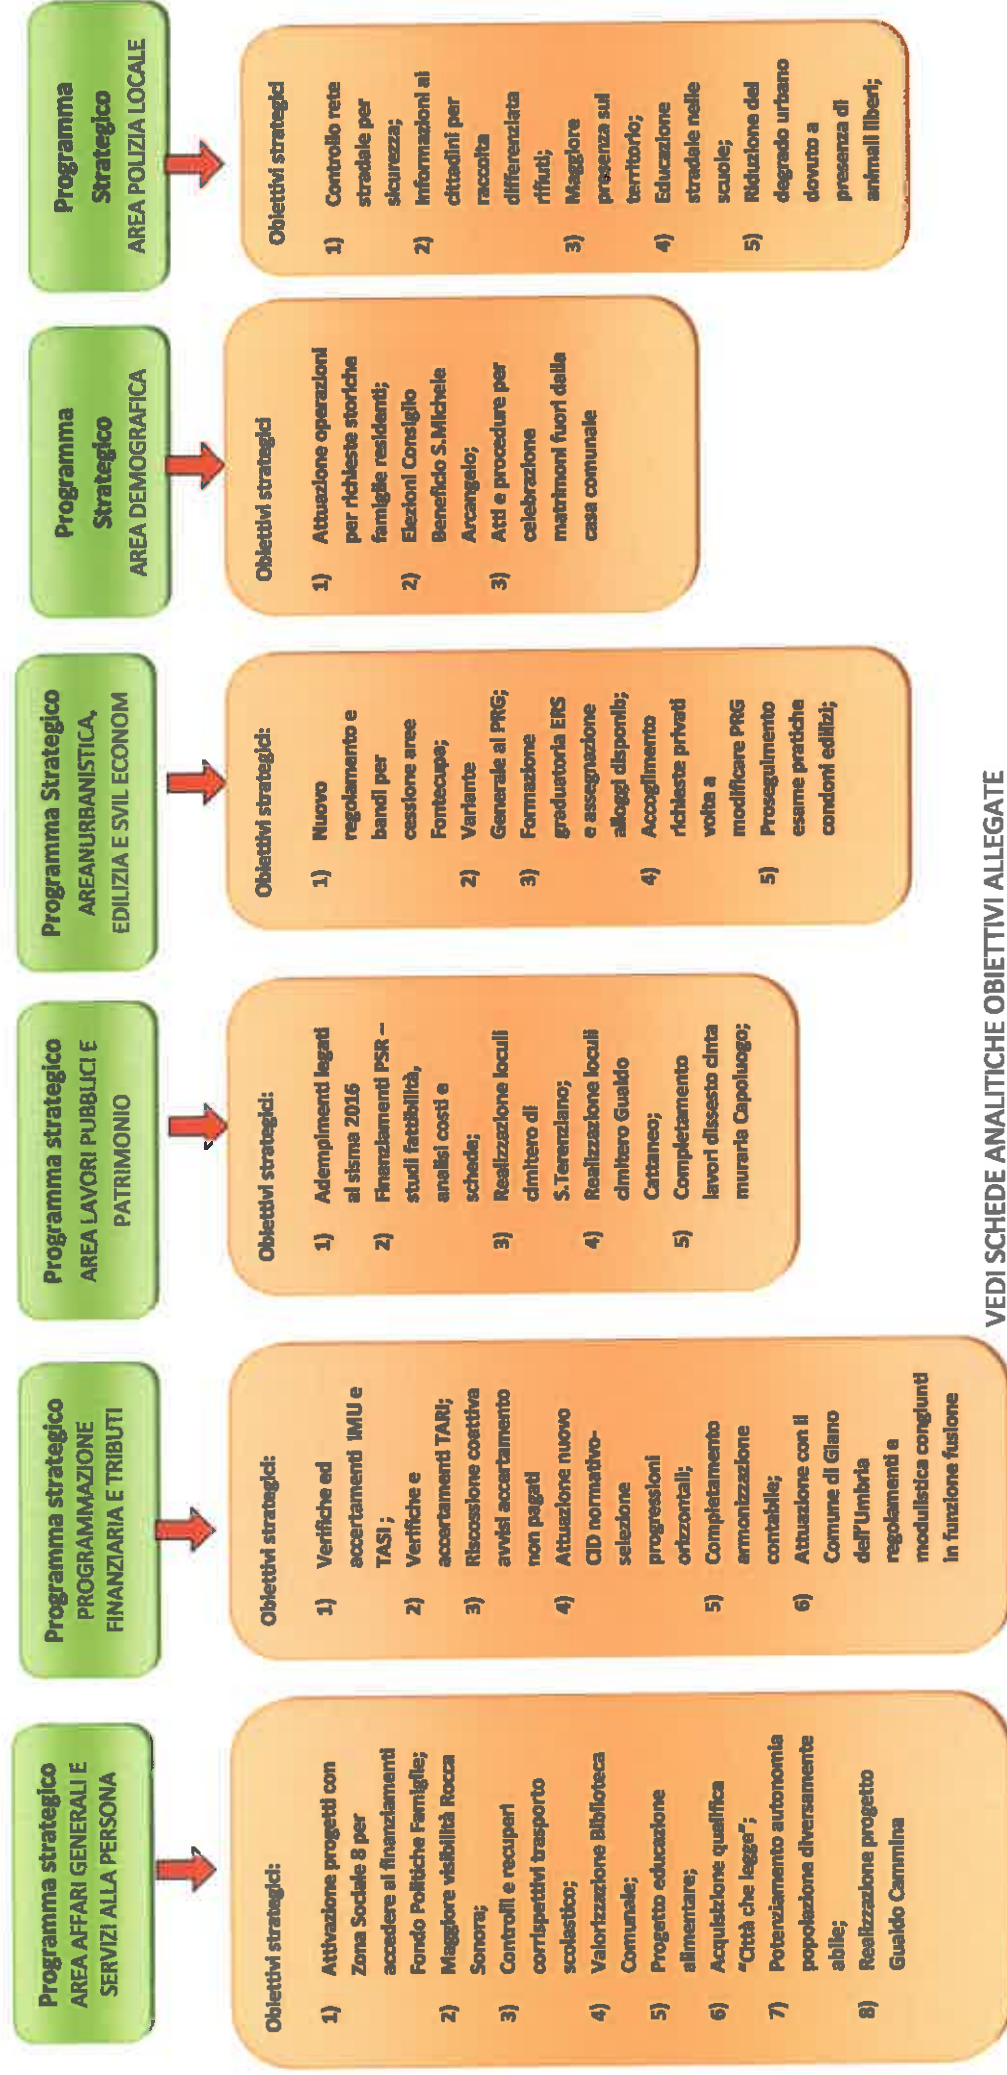 Programma strategico
AREA AFFARI GENERALI E
SERVIZI ALLA PERSONA
Obiettivi strategici:
1) Attivazione progetti con
Zona Sociale 8 per
accedere ai finanziamenti
Fondo Politiche Famiglie;
2) Maggiore visibilità Rocca
Sonora;
3) Controlli e recuperi
corrispettivi trasporto
scolastico;
4) Valorizzazione Biblioteca
Comunale;
5) Progetto educazione
alimentare;
6) Acquisizione qualifica
"Città che legge";
7) Potenziamento autonomia
popolazione diversamente
abile;
8) Realizzazione progetto
Gualdo Cammina
Programma strategico
PROGRAMMAZIONE
FINANZIARIA E TRIBUTI
Obiettivi strategici:
1) Verifiche ed
accertamenti IMU e
TASI ;
2) Verifiche e
accertamenti TARI;
3) Riscossione coattiva
avvisi accertamento
non pagati
4) Attuazione nuovo
CID normativo-
selezione
progressioni
orizzontali;
5) Completamento
armonizzazione
contabile;
6) Attuazione con il
Comune di Giano
dell'Umbria
regolamenti e
modulistica congiunti
in funzione fusione
Programma strategico
AREA LAVORI PUBBLICI E
PATRIMONIO
Obiettivi strategici:
1) Adempimenti legati
al sisma 2016
2) Finanziamenti PSR –
studi fattibilità,
analisi costi e
schede;
3) Realizzazione loculi
cimitero di
S.Terenziano;
4) Realizzazione loculi
cimitero Gualdo
Cattaneo;
5) Completamento
lavori dissesto cinta
muraria Capoluogo;
Programma Strategico
AREANURBANISTICA,
EDILIZIA E SVIL ECONOM
Obiettivi strategici:
1) Nuovo
regolamento e
bandi per
cessione aree
Fontecupa;
2) Variante
Generale al PRG;
3) Formazione
graduatoria ERS
e assegnazione
alloggi disponib;
4) Accoglimento
richieste privati
volte a
modificare PRG
5) Proseguimento
esame pratiche
condoni edilizi;
Programma
Strategico
AREA DEMOGRAFICA
Obiettivi strategici
1) Attuazione operazioni
per richieste storiche
famiglie residenti;
2) Elezioni Consiglio
Beneficio S.Michele
Arcangelo;
3) Atti e procedure per
celebrazione
matrimoni fuori dalla
casa comunale
Programma
Strategico
AREA POLIZIA LOCALE
Obiettivi strategici
1) Controllo rete
stradale per
sicurezza;
2) Informazioni ai
cittadini per
raccolta
differenziata
rifiuti;
3) Maggiore
presenza sul
territorio;
4) Educazione
stradale nelle
scuole;
5) Riduzione del
degrado urbano
dovuto a
presenza di
animali liberi;
VEDI SCHEDE ANALITICHE OBIETTIVI ALLEGATE